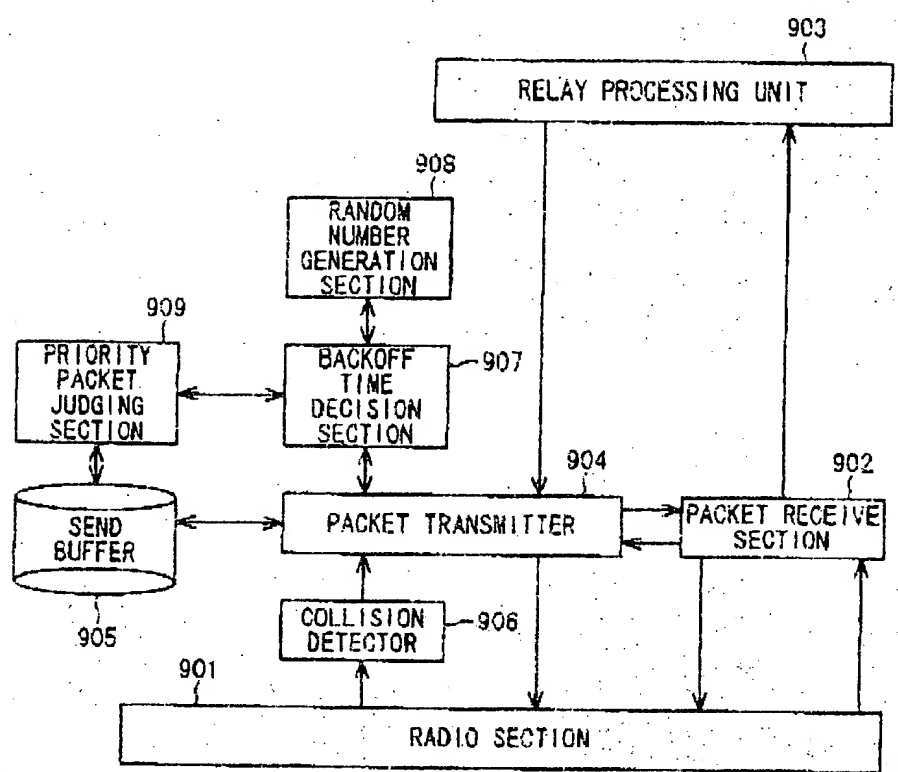 903
RELAY PROCESSING UNIT
908
RANDOM
NUMBER
GENERATION
SECTION
909
PRIORITY
PACKET
JUDGING
SECTION
BACKOFF
TIME
DECISION
SECTION
907
904
902
SEND
BUFFER
PACKET TRANSMITTER
PACKET RECEIVE
SECTION
905
COLLISION
DETECTOR
906
901
RADIO SECTION